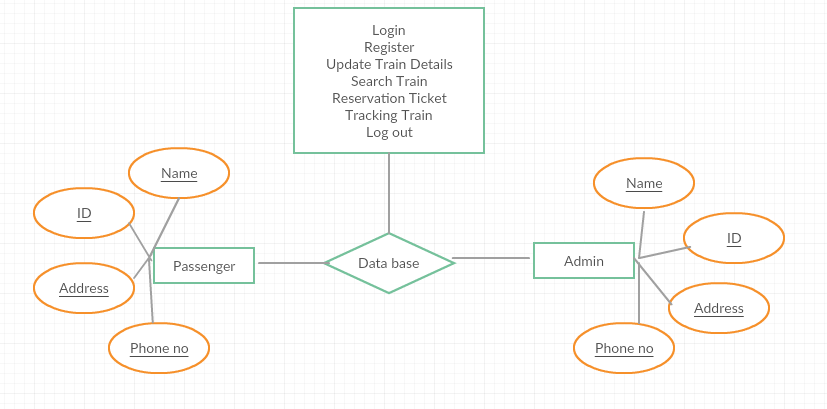 Login
Register
Update Train Details
Search Train
Reservation Ticket
Tracking Train
Log out
Name
ID
Address
Phone no
Passenger
Data base
Admin
Name
ID
Address
Phone no